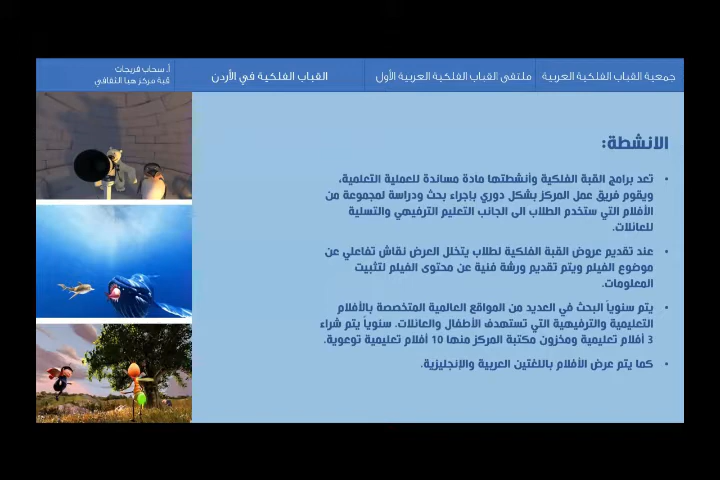 جمعية القباب الفلكية العربية
ملتقى القباب الفلكية العربية الأول
القباب الفلكية في الأردن
أ. سحاب فريحات
قبة مركز هيا الثقافي
الانشطة:
• تعد برامج القبة الفلكية وأنشطتها مادة مساندة للعملية التعلمية،
ويقوم فريق عمل المركز بشكل دوري بإجراء بحث ودراسة لمجموعة من
الأفلام التي ستخدم الطلاب الى الجانب التعليم الترفيهي والتسلية
للعائلات.
• عند تقديم عروض القبة الفلكية لطلاب يتخلل العرض نقاش تفاعلي عن
موضوع الفيلم ويتم تقديم ورشة فنية عن محتوى الفيلم لتثبيت
المعلومات.
• يتم سنوياً البحث في العديد من المواقع العالمية المتخصصة بالأفلام
التعليمية والترفيهية التي تستهدف الأطفال والعائلات. سنوياً يتم شراء
3 أفلام تعليمية ومخزون مكتبة المركز منها 10 أفلام تعليمية توعوية.
• كما يتم عرض الأفلام باللغتين العربية والإنجليزية.